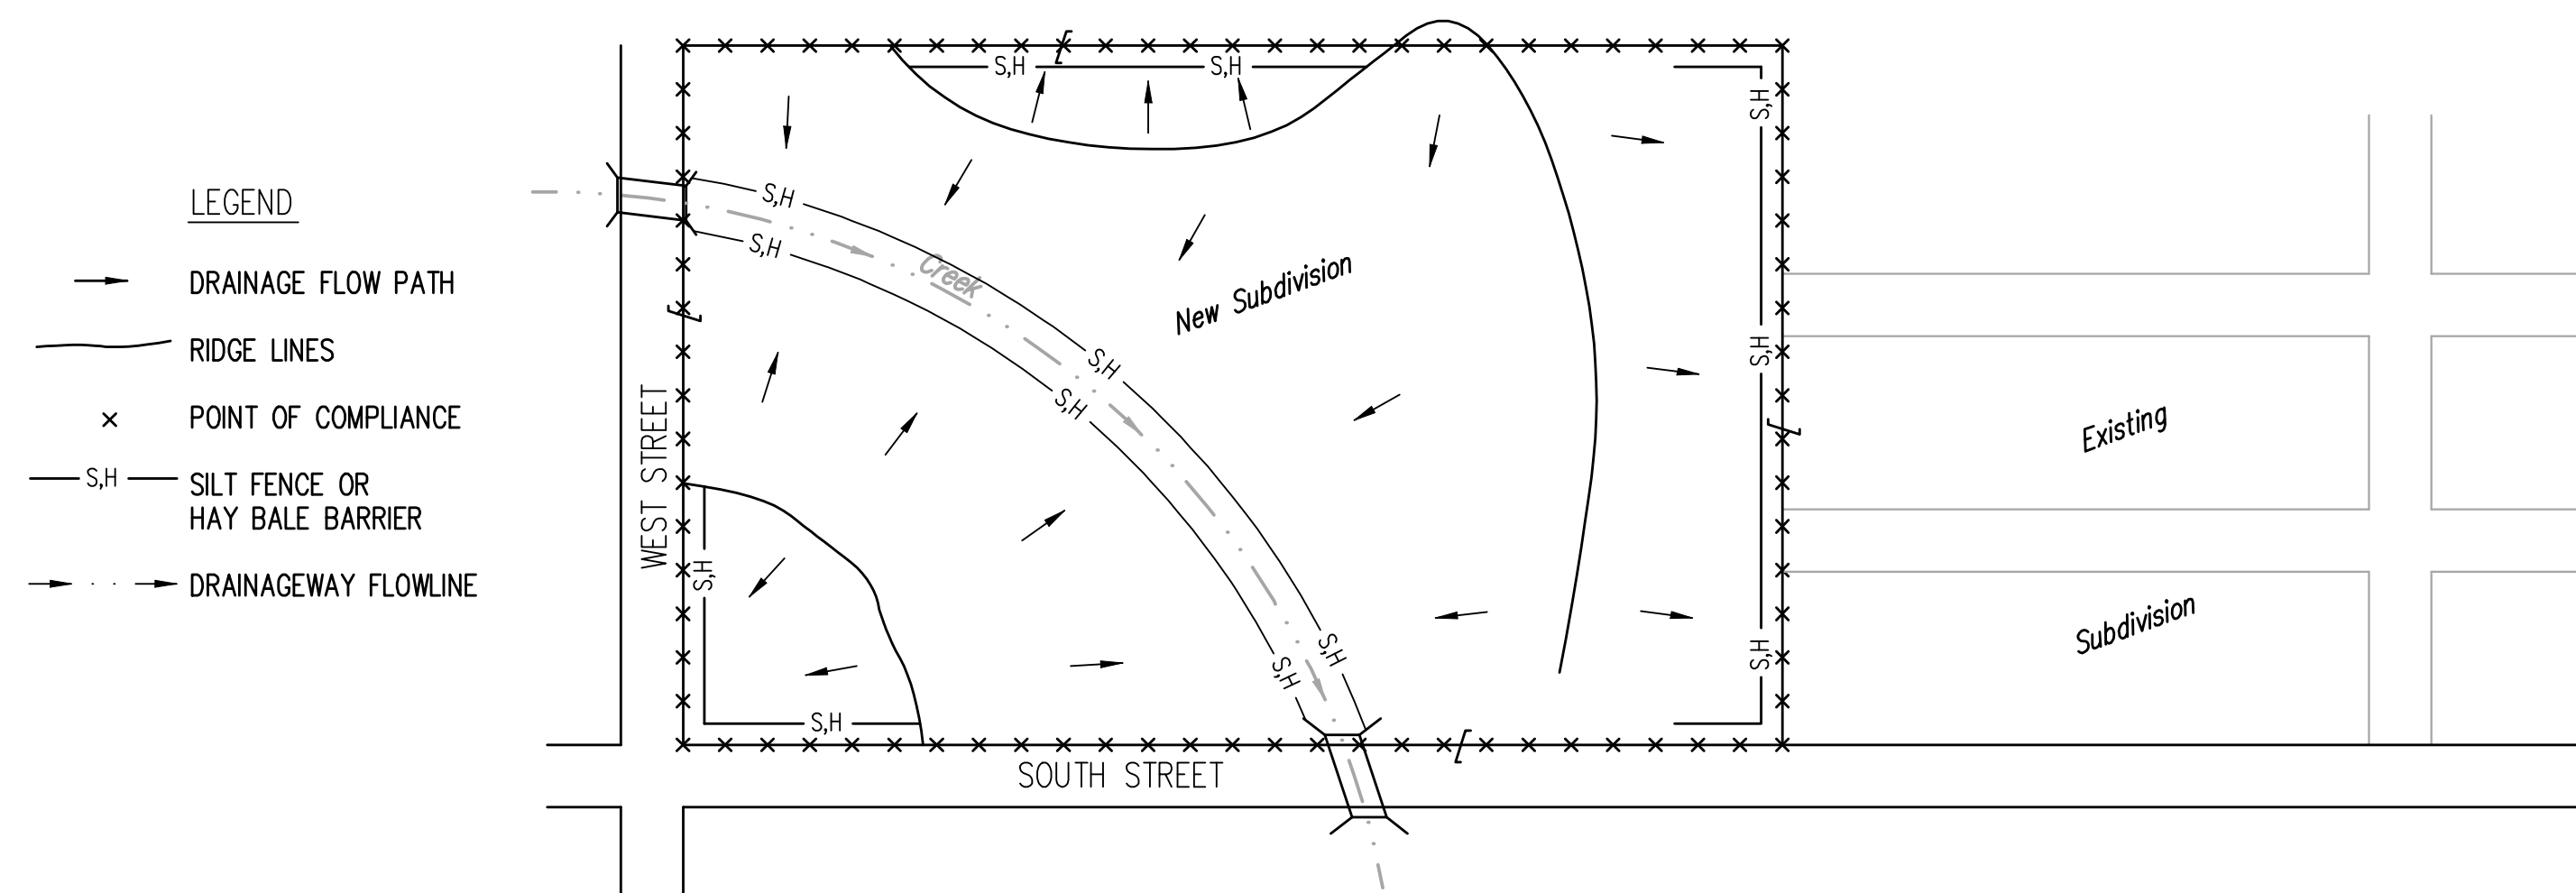 LEGEND
DRAINAGE FLOW PATH
RIDGE LINES
POINT OF COMPLIANCE
S,H
SILT FENCE OR
HAY BALE BARRIER
DRAINAGEWAY FLOWLINE
S,H
S,H
S,H
S,H
S,H
Creek
New Subdivision
S,H
S,H
S,H
WEST STREET
Existing
S,H
Subdivision
S,H
S,H
S,H
S,H
SOUTH STREET